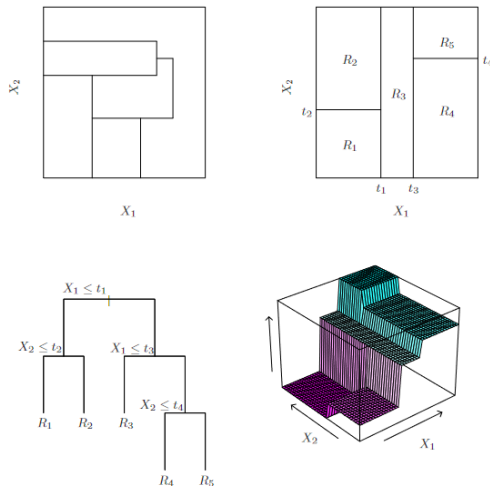 X₂
X₁
R₂
R₅
R₃
R₄
R₁
t₂
t₁
t₃
X₂
X₁
X₁ ≤ t₁
X₂ ≤ t₂
X₁ ≤ t₃
X₂ ≤ t₄
R₁
R₂
R₃
R₄
R₅
X₂
X₁